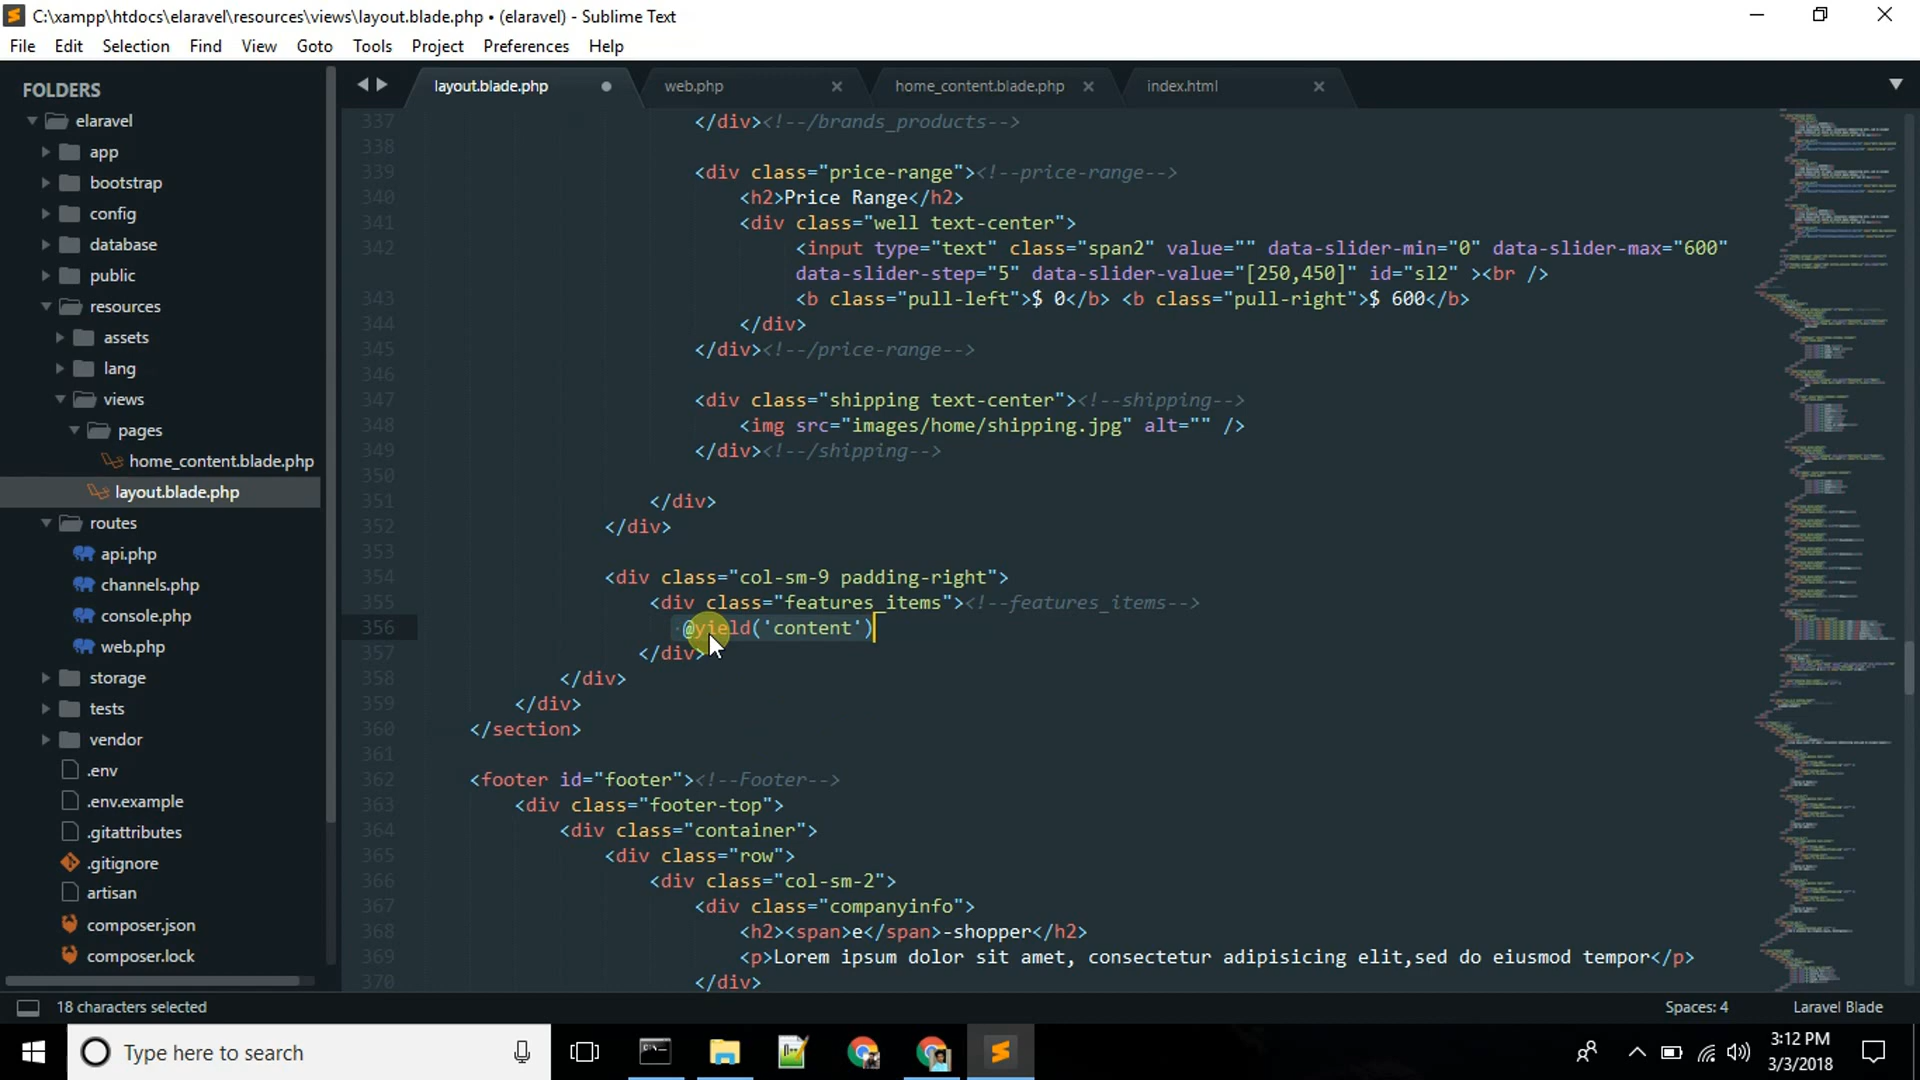 C:\xampp\htdocs\elaravel\resources\views\layout.blade.php • (elaravel) - Sublime Text
File Edit Selection Find View Goto Tools Project Preferences Help
FOLDERS
elaravel
app
bootstrap
config
database
public
resources
assets
lang
views
pages
home_content.blade.php
layout.blade.php
routes
api.php
channels.php
console.php
web.php
storage
tests
vendor
.env
.env.example
.gitattributes
.gitignore
artisan
composer.json
composer.lock
layout.blade.php web.php home_content.blade.php index.html
337 </div><!--/brands_products-->
338
339 <div class="price-range"><!--price-range-->
340 <h2>Price Range</h2>
341 <div class="well text-center">
342 <input type="text" class="span2" value="" data-slider-min="0" data-slider-max="600"
data-slider-step="5" data-slider-value="[250,450]" id="sl2" ><br />
343 <b class="pull-left">$ 0</b> <b class="pull-right">$ 600</b>
344 </div>
345 </div><!--/price-range-->
346
347 <div class="shipping text-center"><!--shipping-->
348 <img src="images/home/shipping.jpg" alt="" />
349 </div><!--/shipping-->
350
351 </div>
352 </div>
353
354 <div class="col-sm-9 padding-right">
355 <div class="features_items"><!--features_items-->
356 @yield('content')
357 </div>
358 </div>
359 </div>
360 </section>
361
362 <footer id="footer"><!--Footer-->
363 <div class="footer-top">
364 <div class="container">
365 <div class="row">
366 <div class="col-sm-2">
367 <div class="companyinfo">
368 <h2><span>e</span>-shopper</h2>
369 <p>Lorem ipsum dolor sit amet, consectetur adipisicing elit,sed do eiusmod tempor</p>
370 </div>
18 characters selected Spaces: 4 Laravel Blade
Type here to search
3:12 PM
3/3/2018